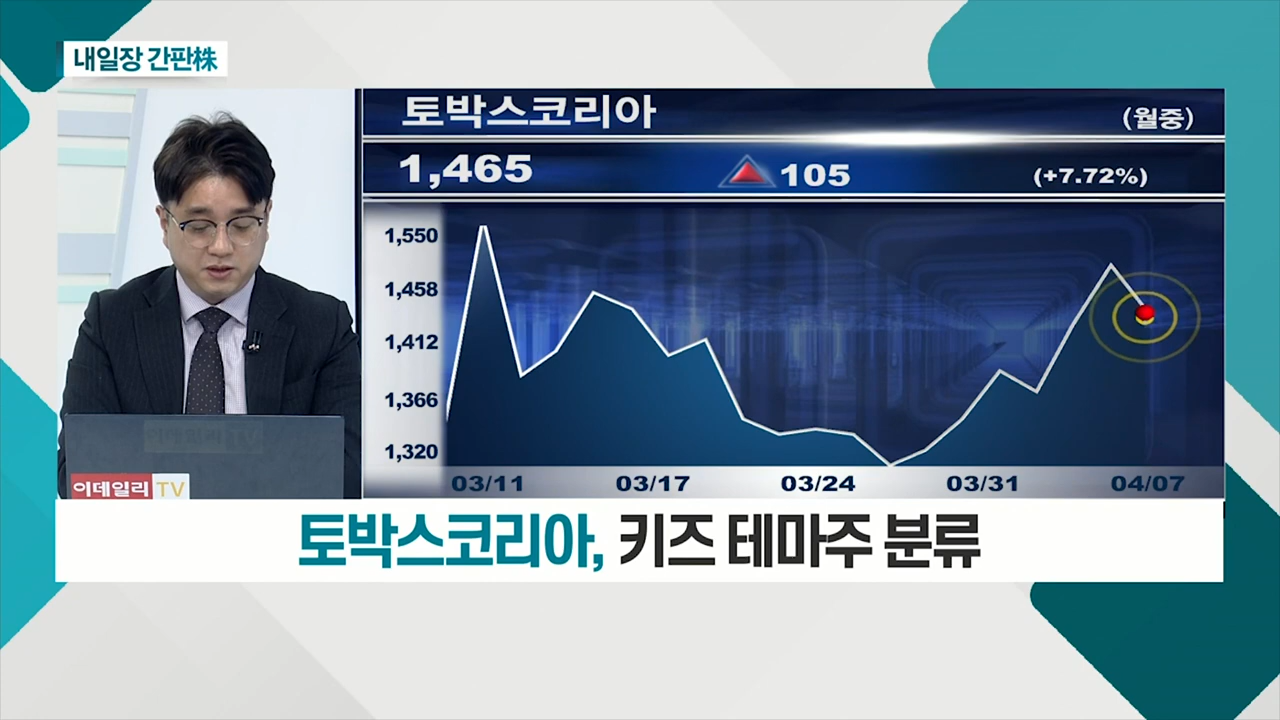 내일장 간판株
토박스코리아
(월중)
1,465
105
(+7.72%)
1,550
1,458
1,412
1,366
1,320
03/11
03/17
03/24
03/31
04/07
이데일리TV
토박스코리아, 키즈 테마주 분류